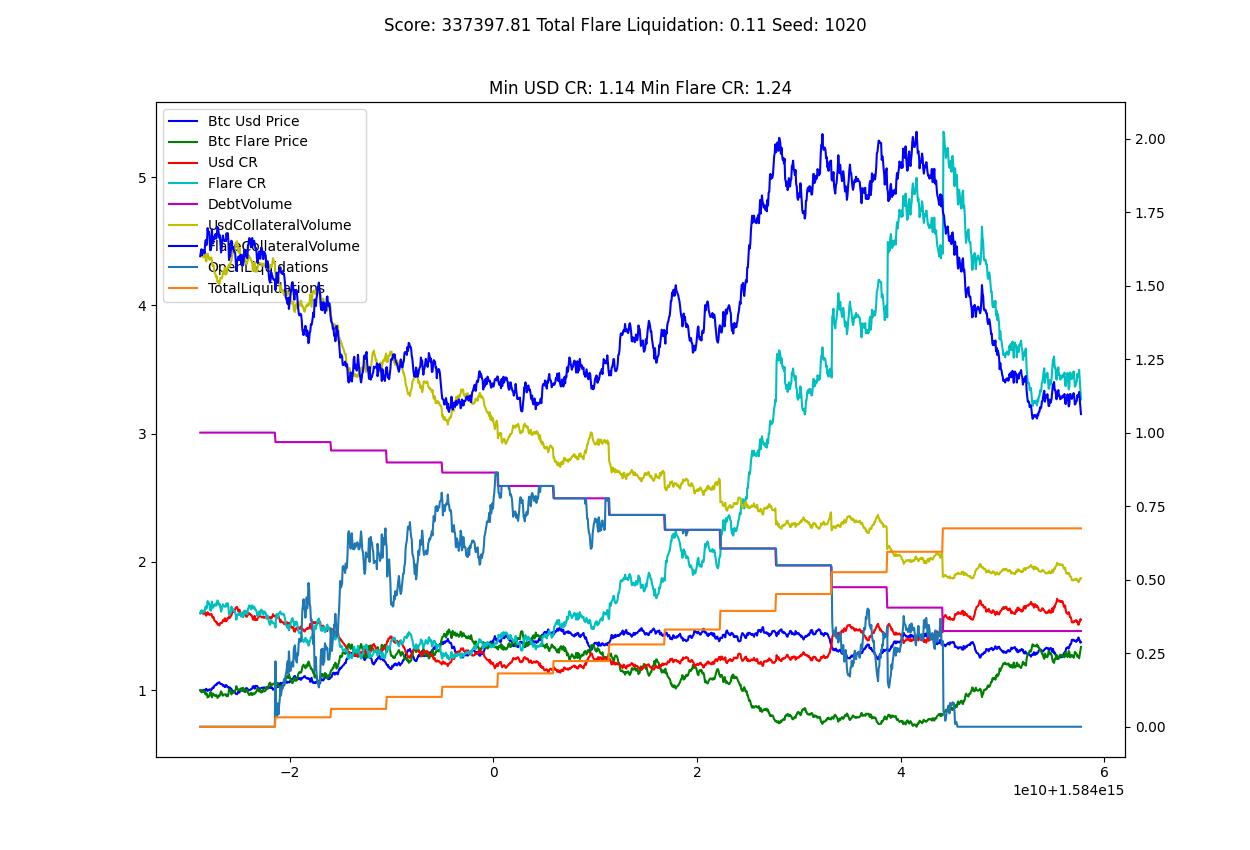 Score: 337397.81 Total Flare Liquidation: 0.11 Seed: 1020
Min USD CR: 1.14 Min Flare CR: 1.24
Btc Usd Price
Btc Flare Price
Usd CR
Flare CR
DebtVolume
UsdCollateralVolume
FlareCollateralVolume
OpenLiquidations
TotalLiquidations
5
4
3
2
1
2.00
1.75
1.50
1.25
1.00
0.75
0.50
0.25
0.00
−2
0
2
4
6
1e10+1.584e15